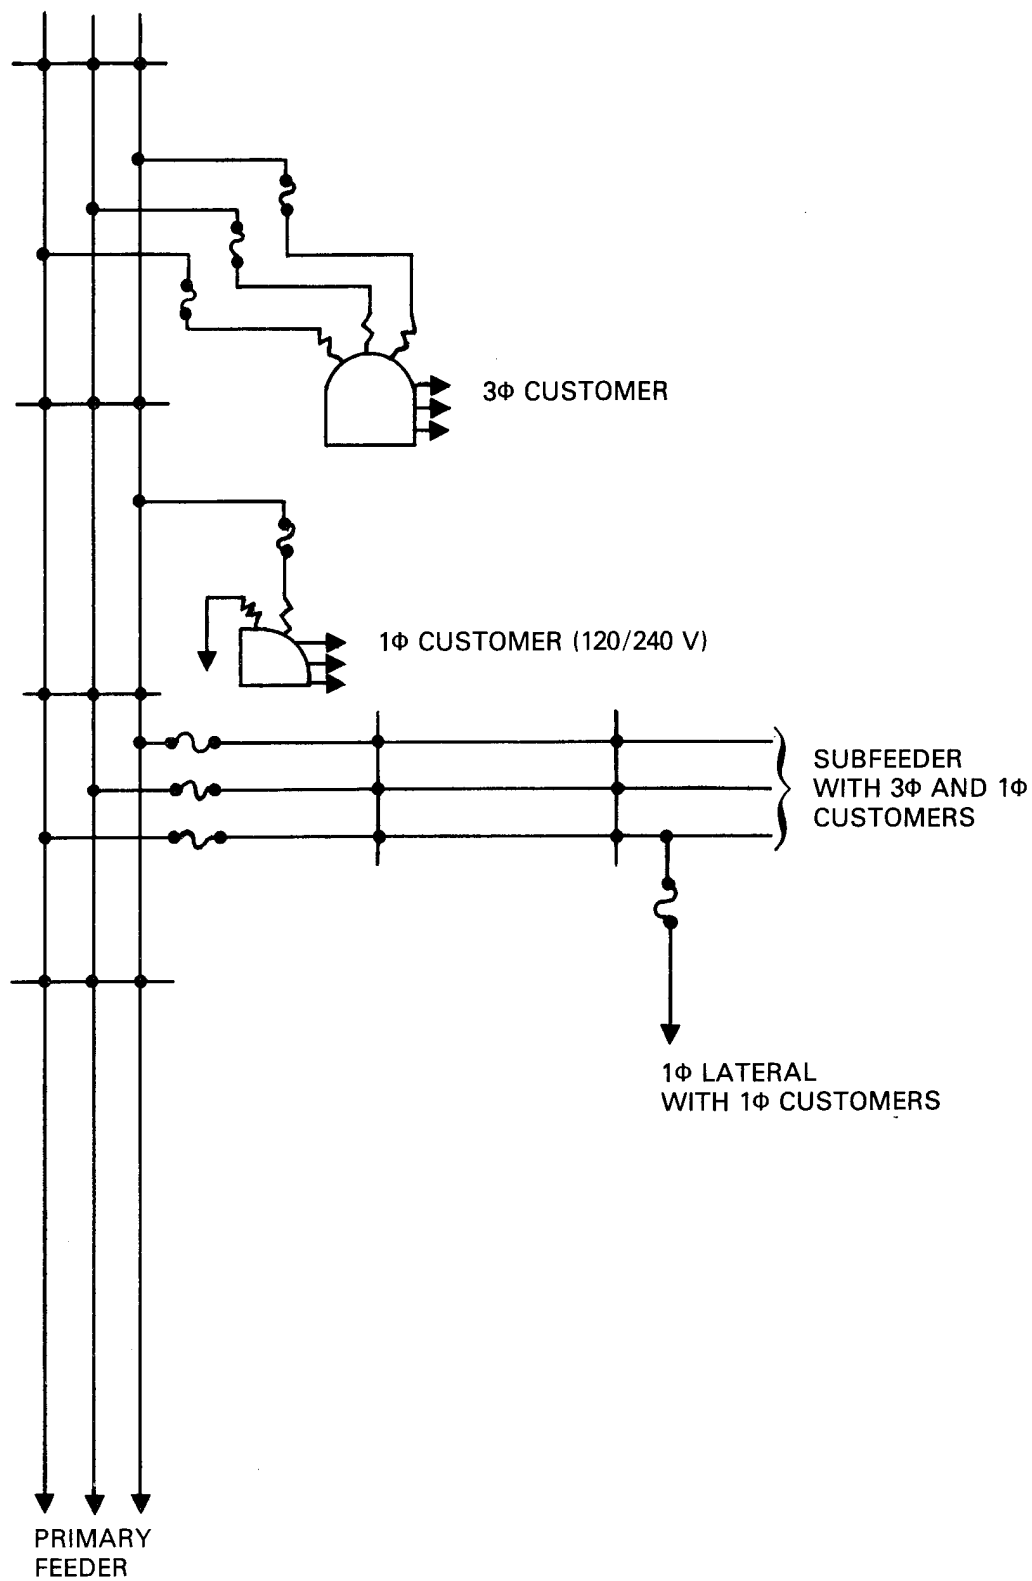 3Φ CUSTOMER
1Φ CUSTOMER (120/240 V)
SUBFEEDER
WITH 3Φ AND 1Φ
CUSTOMERS
1Φ LATERAL
WITH 1Φ CUSTOMERS
PRIMARY
FEEDER